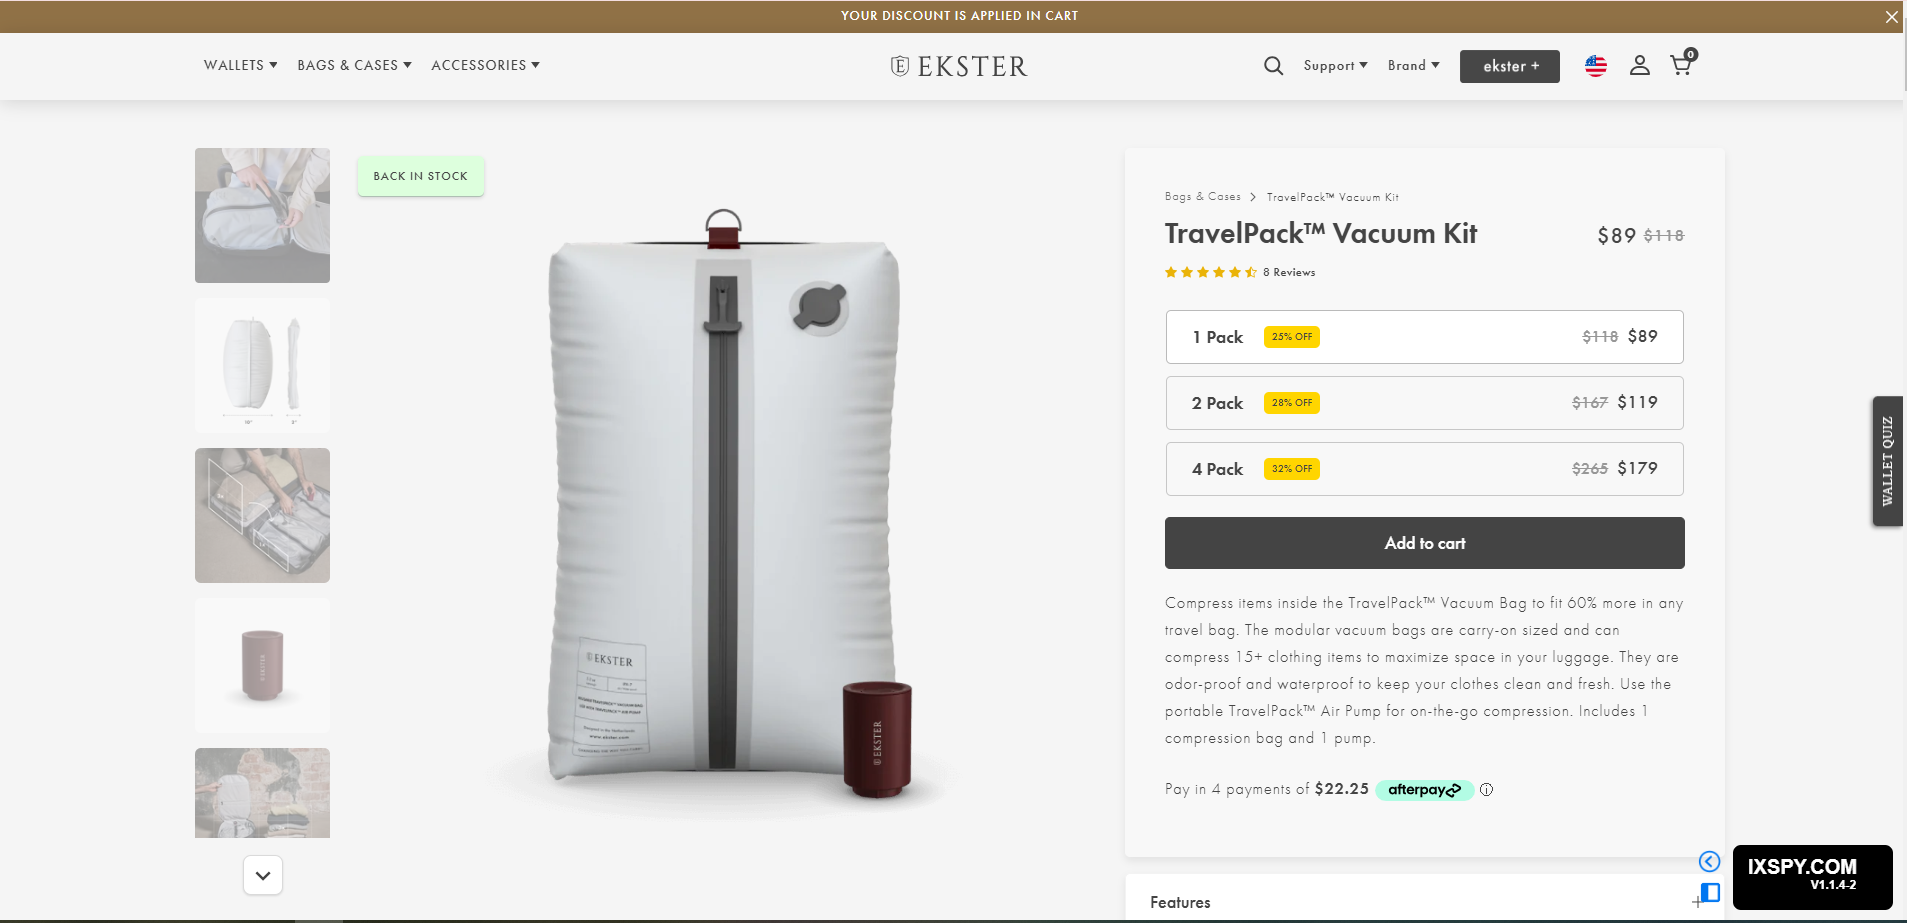 YOUR DISCOUNT IS APPLIED IN CART
WALLETS
BAGS & CASES
ACCESSORIES
EKSTER
Support
Brand
ekster +
0
BACK IN STOCK
Bags & Cases
TravelPack™ Vacuum Kit
TravelPack™ Vacuum Kit
$89 $118
8 Reviews
1 Pack 25% OFF $118 $89
2 Pack 28% OFF $167 $119
4 Pack 32% OFF $265 $179
Add to cart
Compress items inside the TravelPack™ Vacuum Bag to fit 60% more in any
travel bag. The modular vacuum bags are carry-on sized and can
compress 15+ clothing items to maximize space in your luggage. They are
odor-proof and waterproof to keep your clothes clean and fresh. Use the
portable TravelPack™ Air Pump for on-the-go compression. Includes 1
compression bag and 1 pump.
Pay in 4 payments of $22.25 afterpay
Features
WALLET QUIZ
EKSTER
Designed in the Netherlands
www.ekster.com
EKSTER
IXSPY.COM
V1.1.4-2